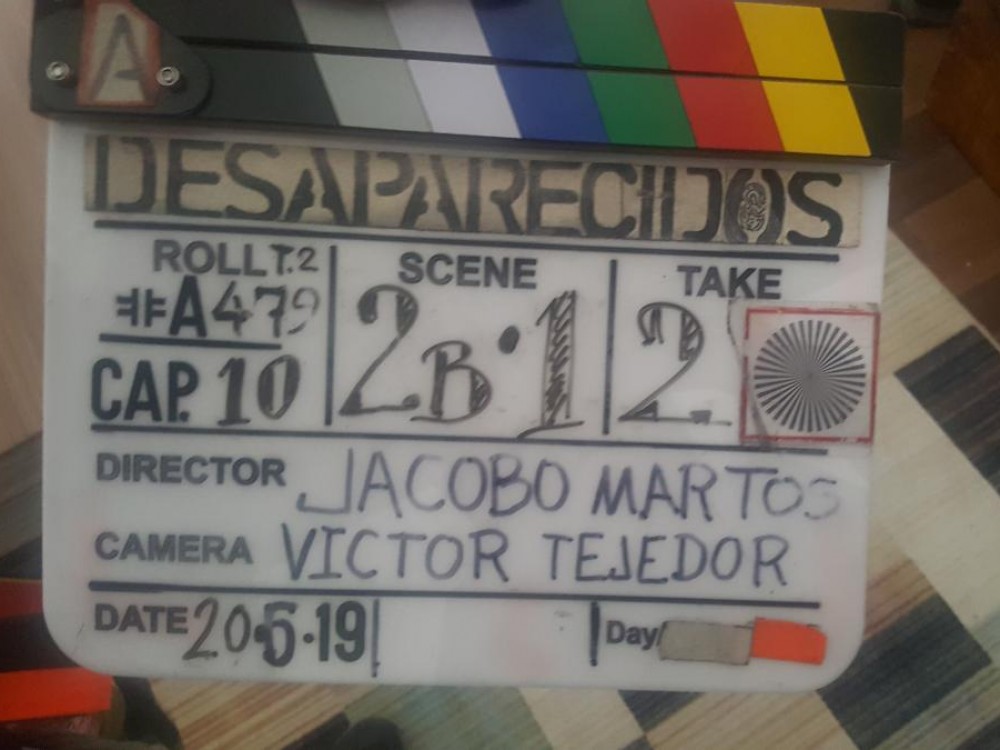 A
DESAPARECIDOS
ROLL T.2
#A479
CAP. 10
SCENE
2B·1
TAKE
2
DIRECTOR JACOBO MARTOS
CAMERA VICTOR TEJEDOR
DATE 20·5·19
Day/